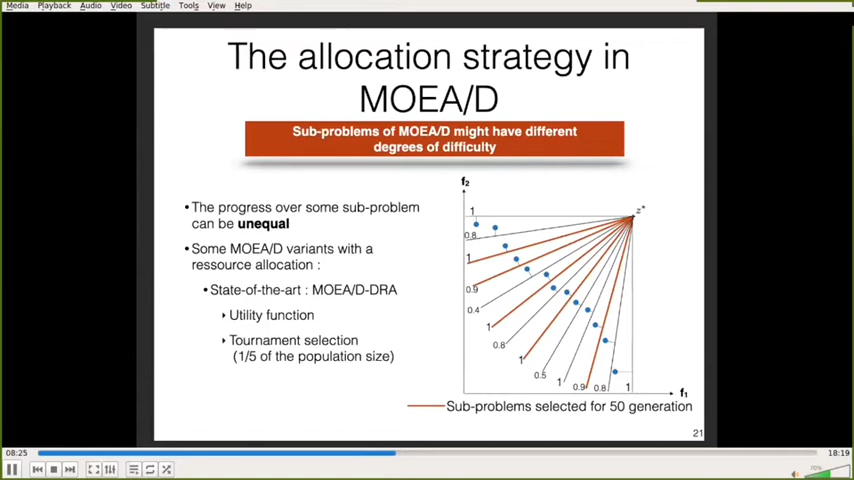 Media Playback Audio Video Subtitle Tools View Help
The allocation strategy in
MOEA/D
Sub-problems of MOEA/D might have different
degrees of difficulty
•The progress over some sub-problem
can be unequal
•Some MOEA/D variants with a
ressource allocation :
•State-of-the-art : MOEA/D-DRA
Utility function
Tournament selection
(1/5 of the population size)
f2
z*
1
0.8
1
0.9
0.4
1
0.8
1
0.5
1
0.9
0.8
1
f1
Sub-problems selected for 50 generation
21
08:25
18:19
70%